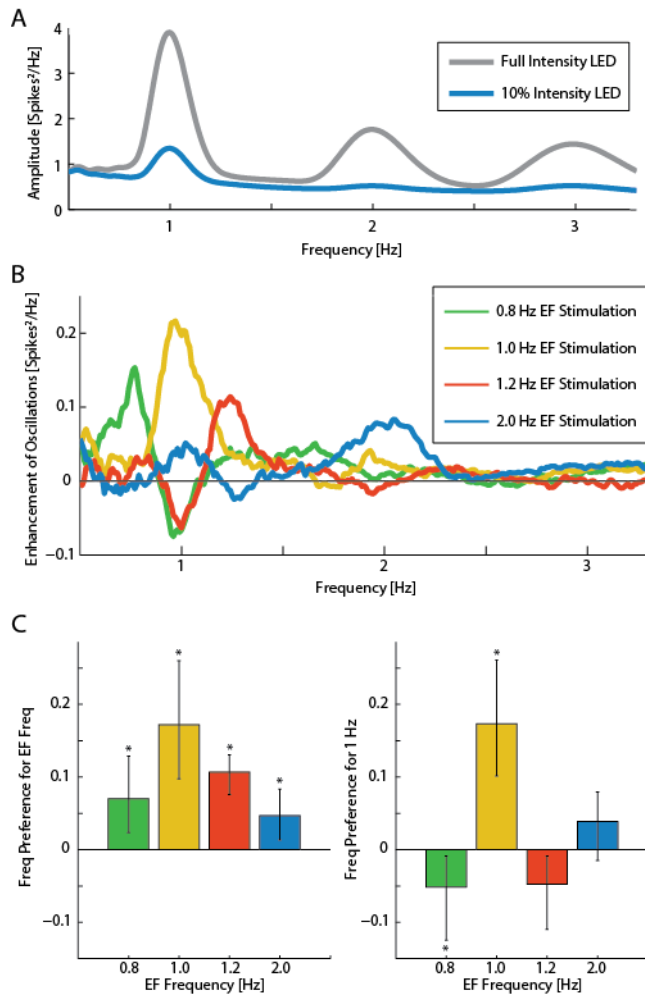 A
Amplitude [Spikes²/Hz]
4
3
2
1
0
Full Intensity LED
10% Intensity LED
1
2
3
Frequency [Hz]
B
Enhancement of Oscillations [Spikes²/Hz]
0.2
0.1
0
−0.1
0.8 Hz EF Stimulation
1.0 Hz EF Stimulation
1.2 Hz EF Stimulation
2.0 Hz EF Stimulation
1
2
3
Frequency [Hz]
C
Freq Preference for EF Freq
0.2
0.1
0
−0.1
*
*
*
*
0.8
1.0
1.2
2.0
EF Frequency [Hz]
Freq Preference for 1 Hz
0.2
0.1
0
−0.1
*
*
0.8
1.0
1.2
2.0
EF Frequency [Hz]